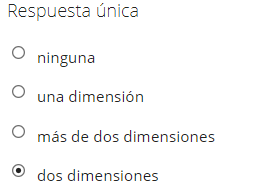 Respuesta única
ninguna
una dimensión
más de dos dimensiones
dos dimensiones